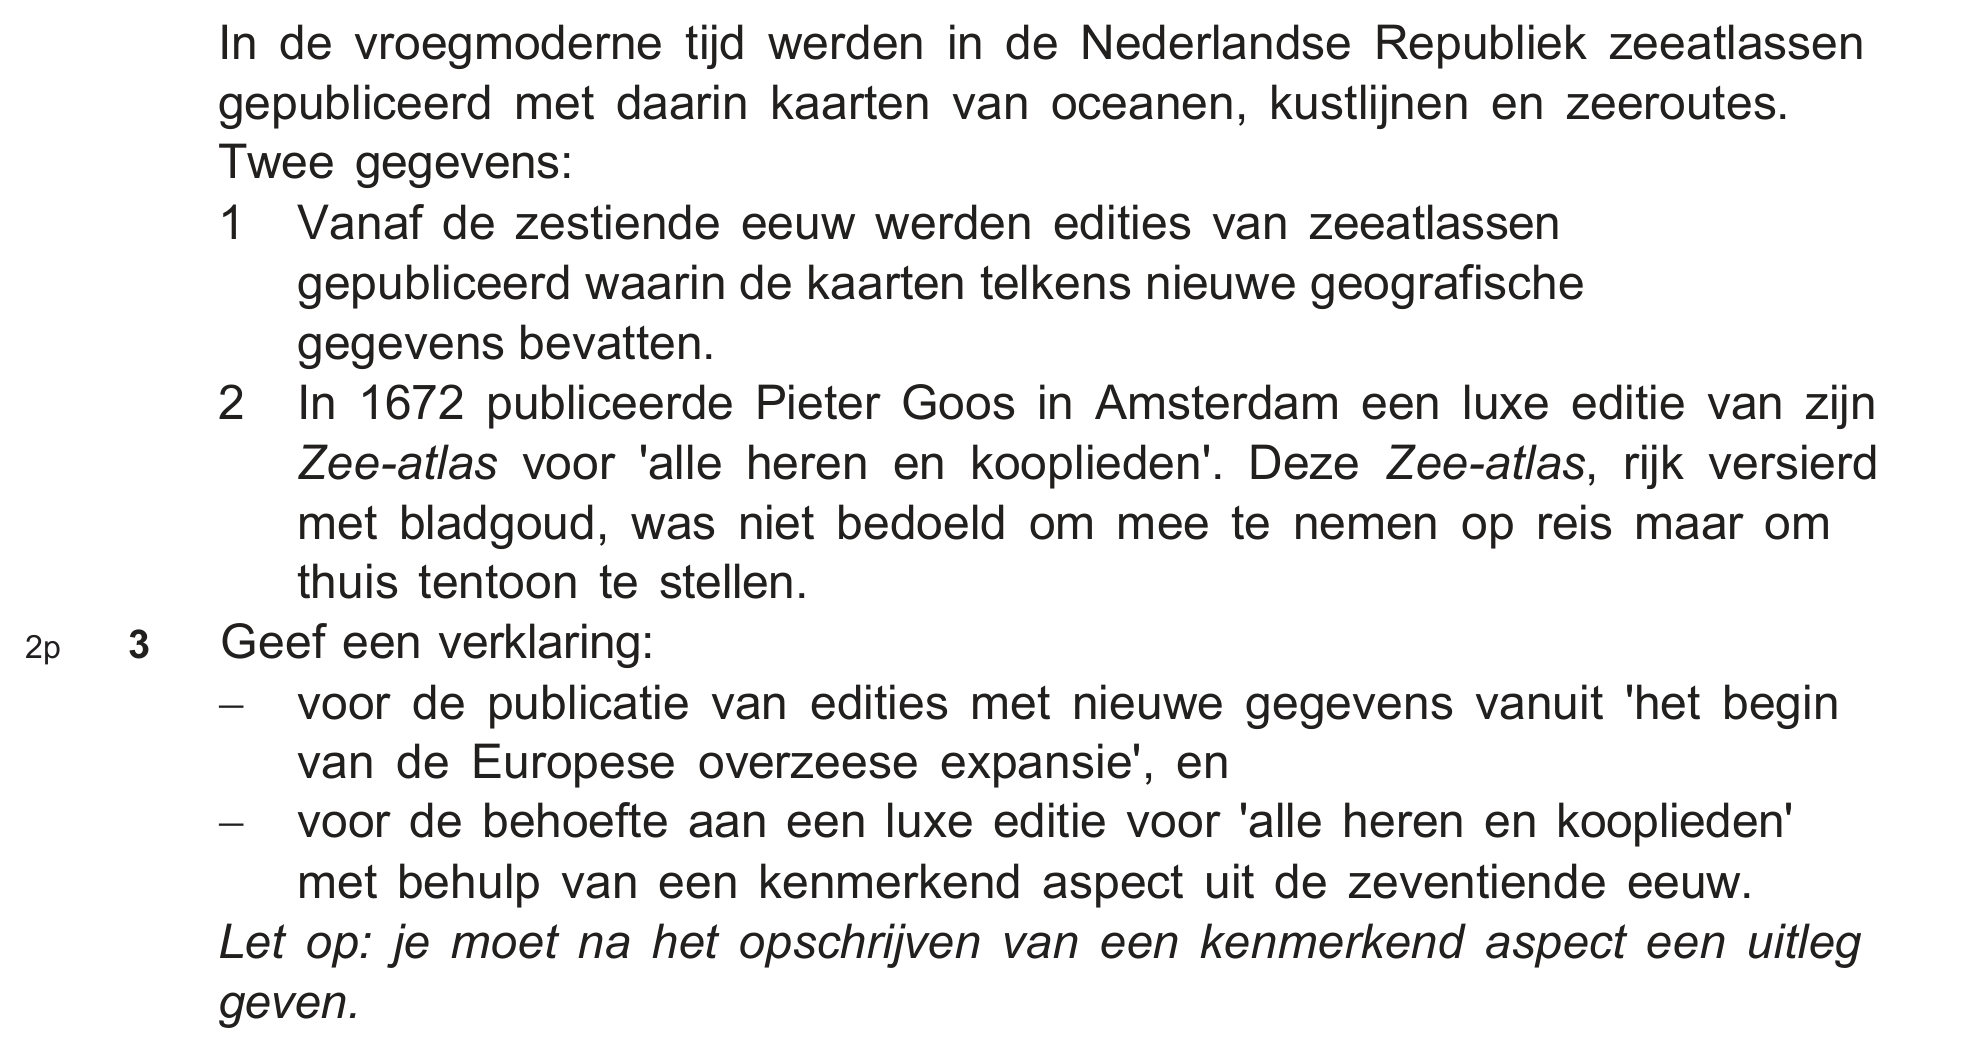 In de vroegmoderne tijd werden in de Nederlandse Republiek zeeatlassen
gepubliceerd met daarin kaarten van oceanen, kustlijnen en zeeroutes.
Twee gegevens:
1 Vanaf de zestiende eeuw werden edities van zeeatlassen
gepubliceerd waarin de kaarten telkens nieuwe geografische
gegevens bevatten.
2 In 1672 publiceerde Pieter Goos in Amsterdam een luxe editie van zijn
Zee-atlas voor 'alle heren en kooplieden'. Deze Zee-atlas, rijk versierd
met bladgoud, was niet bedoeld om mee te nemen op reis maar om
thuis tentoon te stellen.
2p 3 Geef een verklaring:
– voor de publicatie van edities met nieuwe gegevens vanuit 'het begin
van de Europese overzeese expansie', en
– voor de behoefte aan een luxe editie voor 'alle heren en kooplieden'
met behulp van een kenmerkend aspect uit de zeventiende eeuw.
Let op: je moet na het opschrijven van een kenmerkend aspect een uitleg
geven.